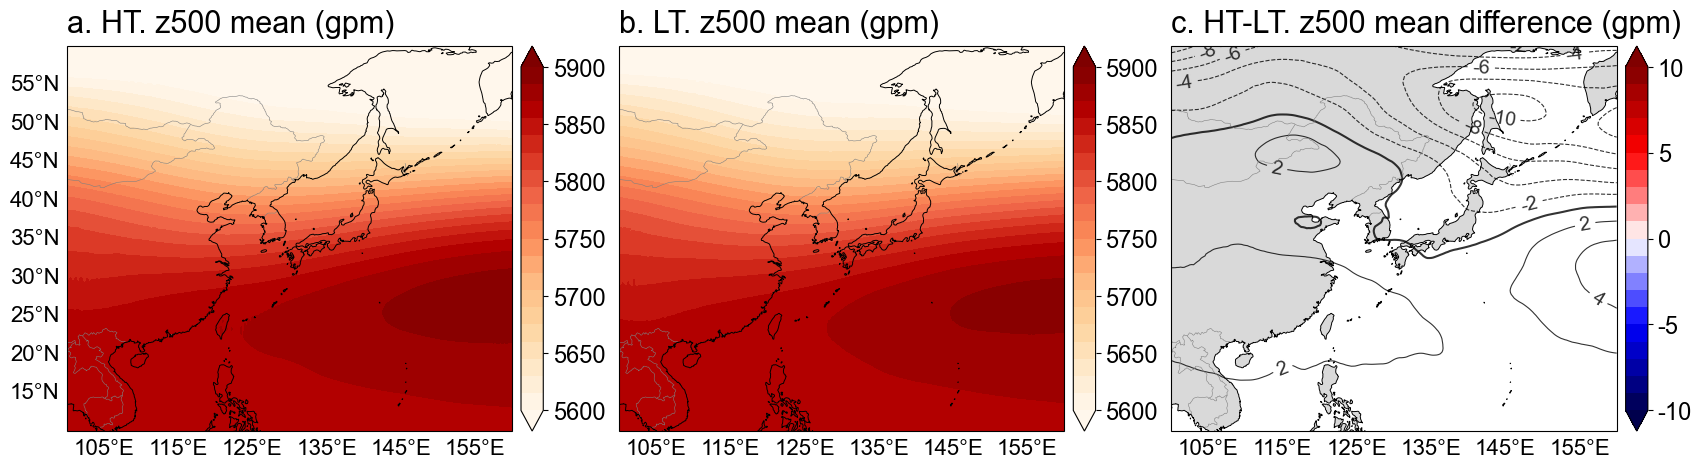 a. HT. z500 mean (gpm)
b. LT. z500 mean (gpm)
c. HT-LT. z500 mean difference (gpm)
55°N
50°N
45°N
40°N
35°N
30°N
25°N
20°N
15°N
105°E 115°E 125°E 135°E 145°E 155°E
5900
5850
5800
5750
5700
5650
5600
105°E 115°E 125°E 135°E 145°E 155°E
5900
5850
5800
5750
5700
5650
5600
-8
-6
-4
-6
-4
10
-8
2
-2
2
4
2
105°E 115°E 125°E 135°E 145°E 155°E
10
5
0
-5
-10